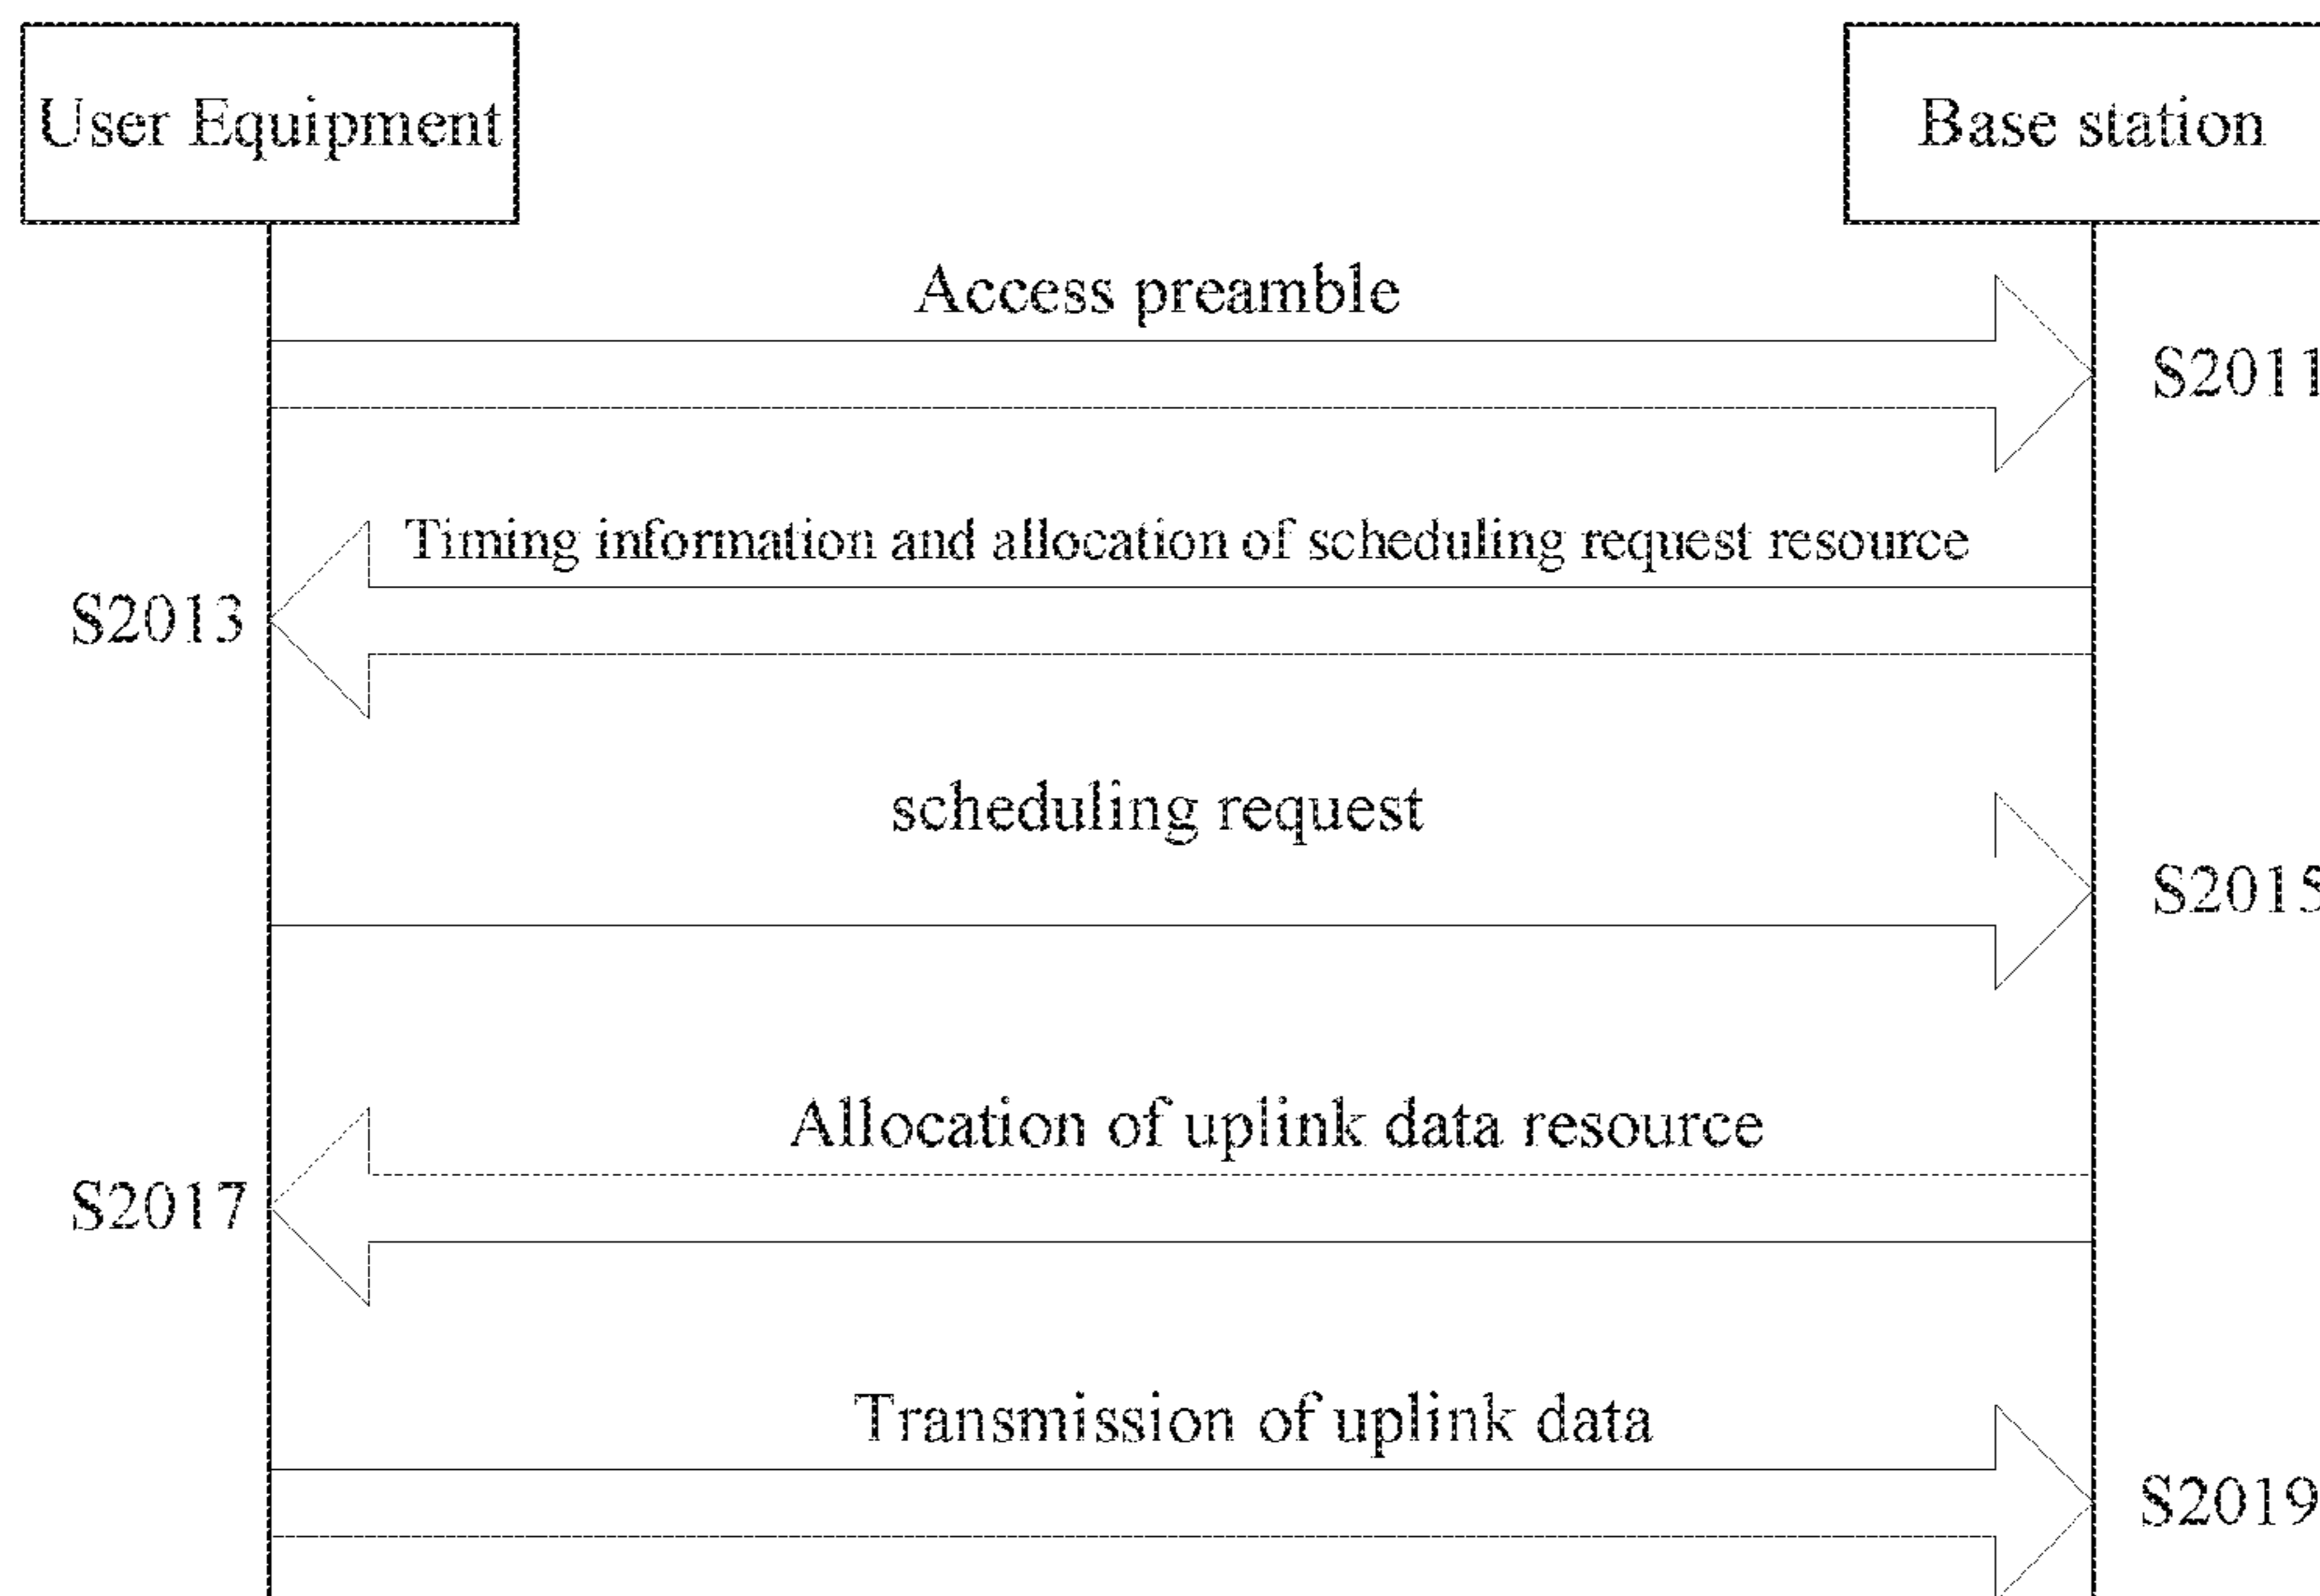 User Equipment
Base station
Access preamble
S2011
Timing information and allocation of scheduling request resource
S2013
scheduling request
S2015
Allocation of uplink data resource
S2017
Transmission of uplink data
S2019